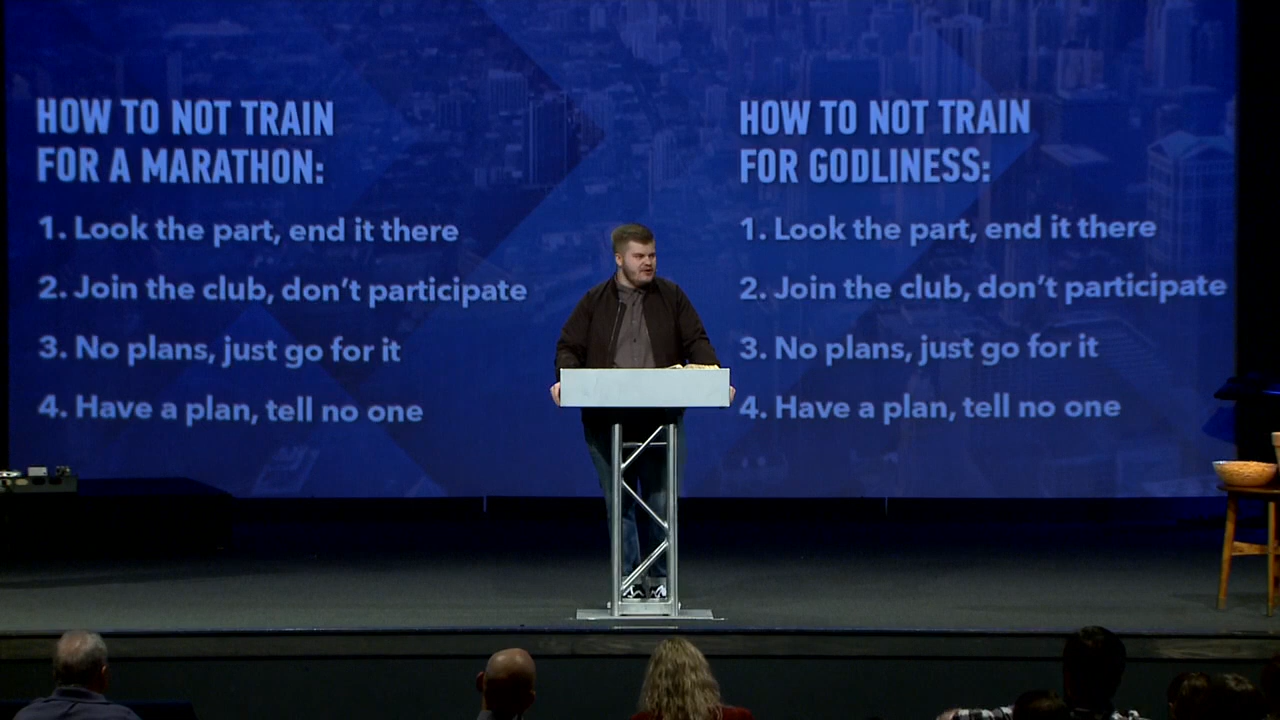 HOW TO NOT TRAIN
FOR A MARATHON:
1. Look the part, end it there
2. Join the club, don't participate
3. No plans, just go for it
4. Have a plan, tell no one
HOW TO NOT TRAIN
FOR GODLINESS:
1. Look the part, end it there
2. Join the club, don't participate
3. No plans, just go for it
4. Have a plan, tell no one